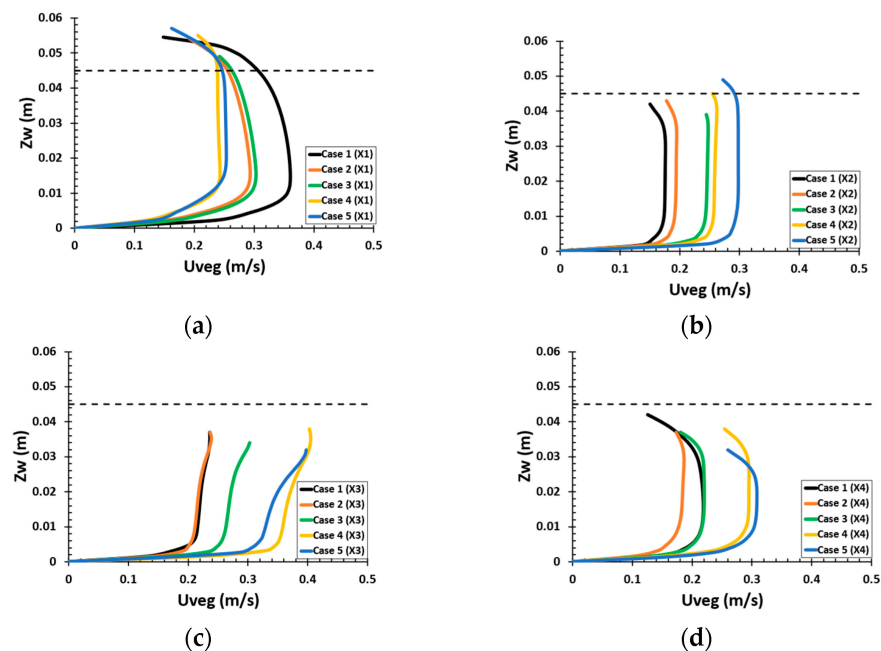 0.06
0.05
0.04
0.03
0.02
0.01
0
Zw (m)
0 0.1 0.2 0.3 0.4 0.5
Uveg (m/s)
Case 1 (X1)
Case 2 (X1)
Case 3 (X1)
Case 4 (X1)
Case 5 (X1)
(a)
0.06
0.05
0.04
0.03
0.02
0.01
0
Zw (m)
0 0.1 0.2 0.3 0.4 0.5
Uveg (m/s)
Case 1 (X2)
Case 2 (X2)
Case 3 (X2)
Case 4 (X2)
Case 5 (X2)
(b)
0.06
0.05
0.04
0.03
0.02
0.01
0
Zw (m)
0 0.1 0.2 0.3 0.4 0.5
Uveg (m/s)
Case 1 (X3)
Case 2 (X3)
Case 3 (X3)
Case 4 (X3)
Case 5 (X3)
(c)
0.06
0.05
0.04
0.03
0.02
0.01
0
Zw (m)
0 0.1 0.2 0.3 0.4 0.5
Uveg (m/s)
Case 1 (X4)
Case 2 (X4)
Case 3 (X4)
Case 4 (X4)
Case 5 (X4)
(d)